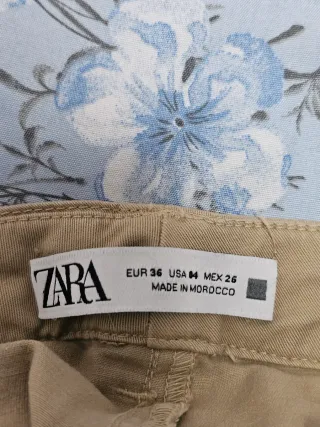 ZARA
EUR 36 USA 04 MEX 26
MADE IN MOROCCO